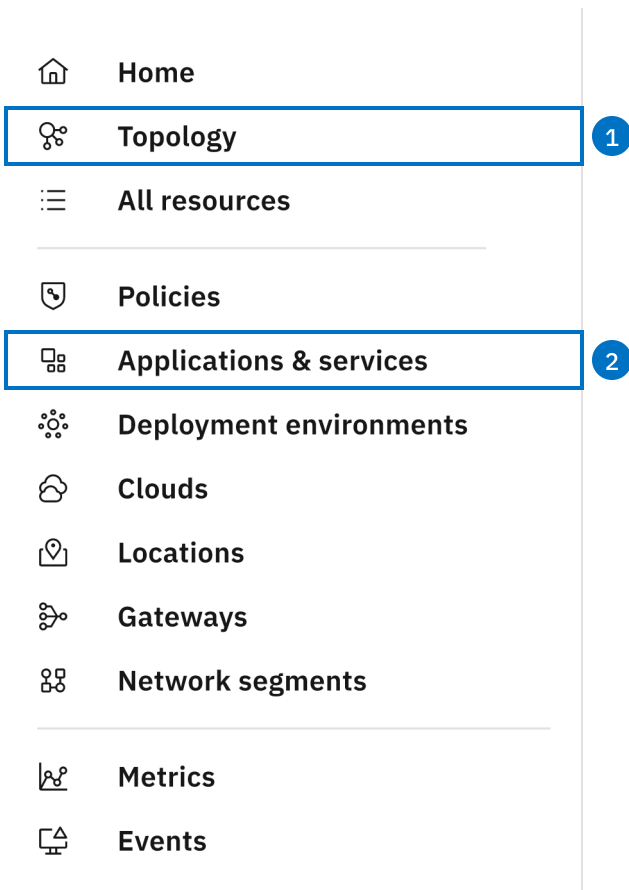 Home
Topology
1
All resources
Policies
Applications & services
2
Deployment environments
Clouds
Locations
Gateways
Network segments
Metrics
Events